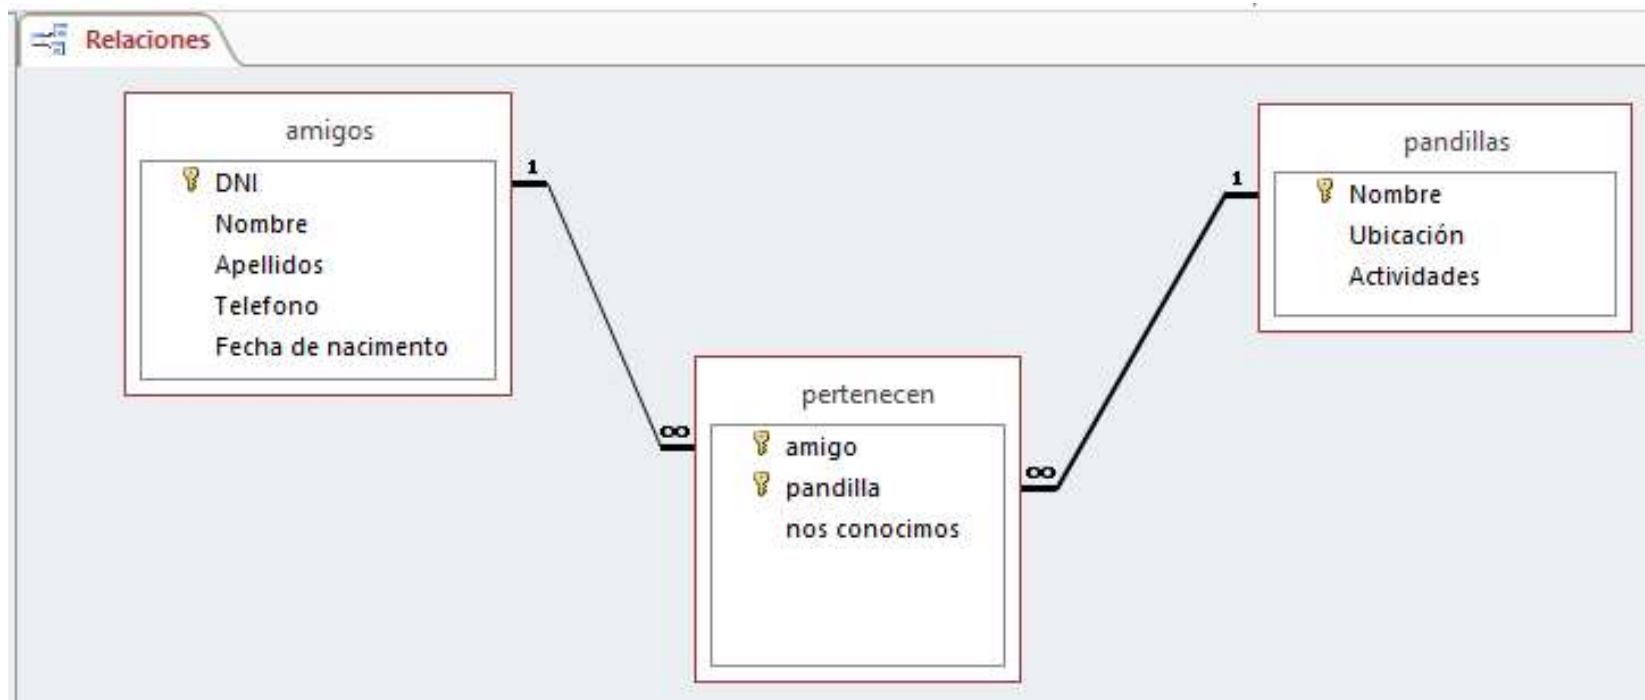 Relaciones
amigos
DNI
Nombre
Apellidos
Telefono
Fecha de nacimento
1
∞
pertenecen
amigo
pandilla
nos conocimos
∞
1
pandillas
Nombre
Ubicación
Actividades